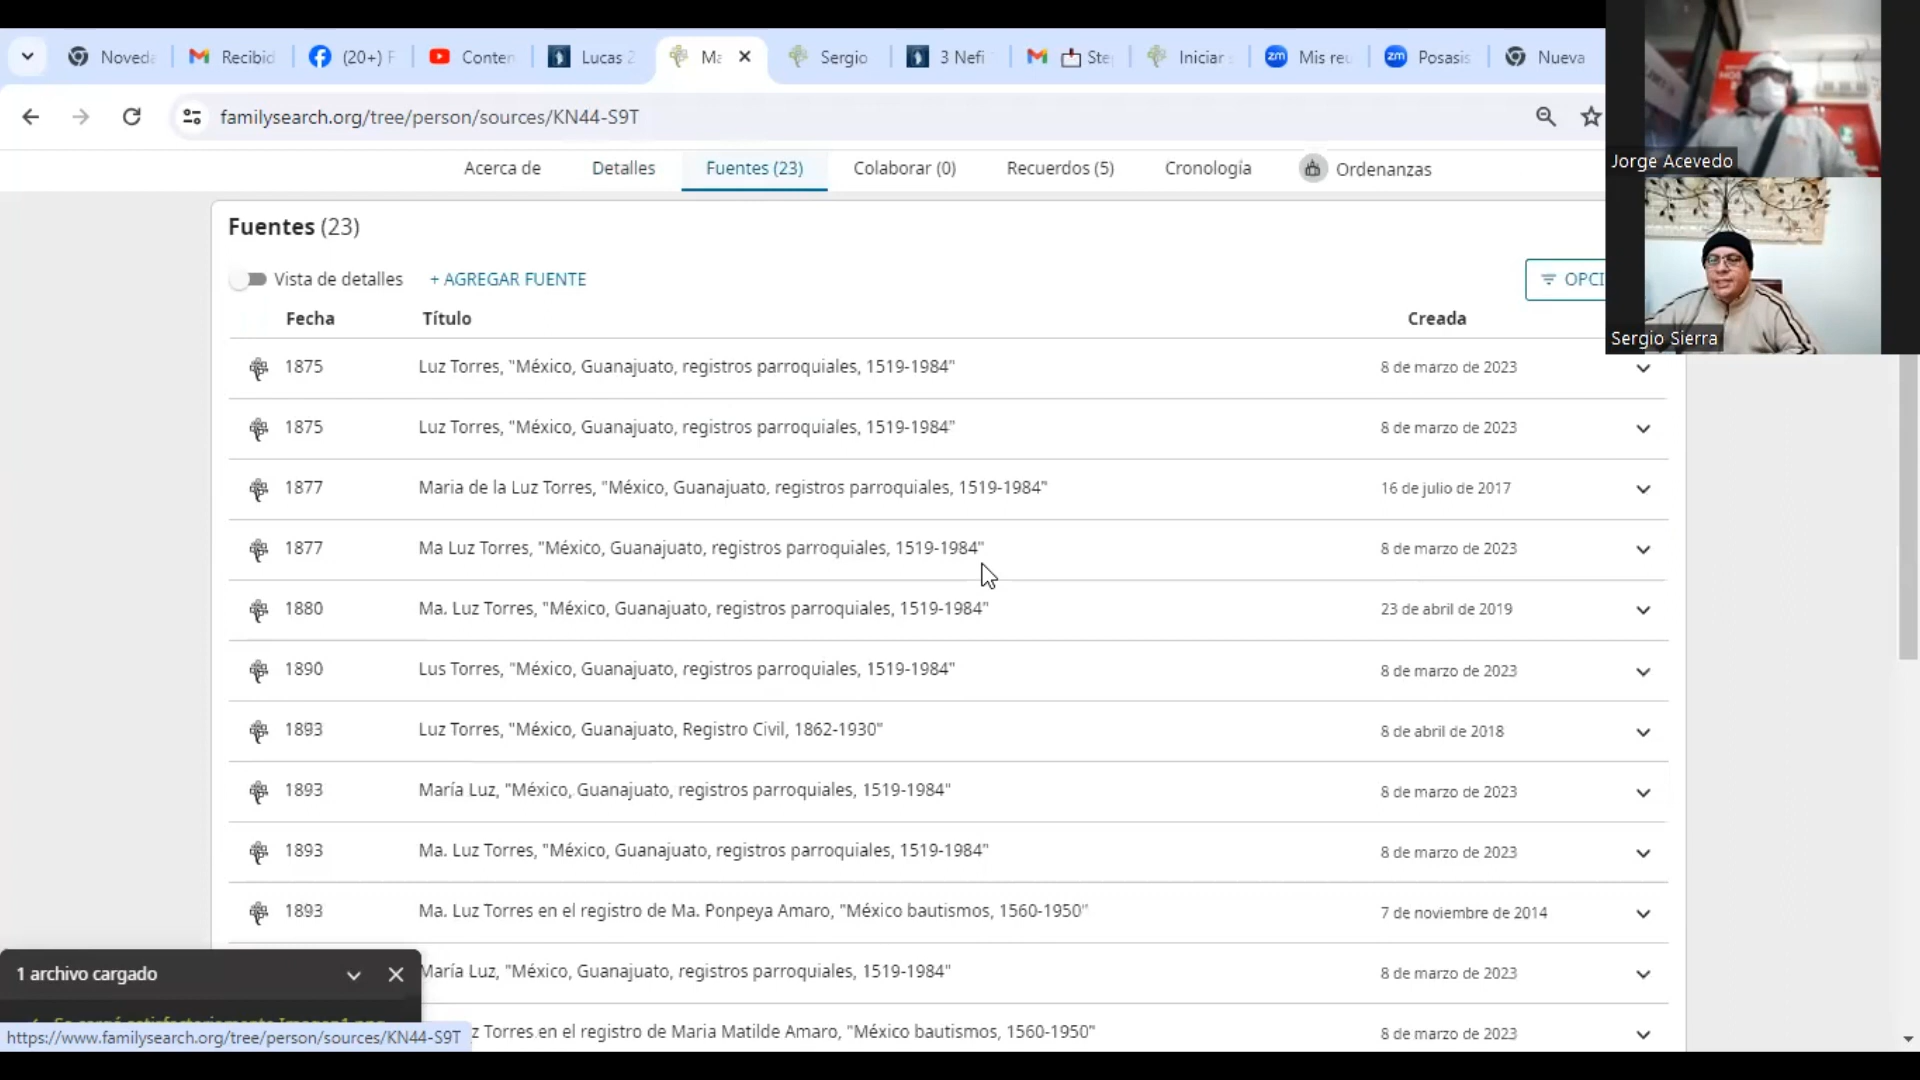 Noved
Recibid
(20+) F
Conten
Lucas 2
Ma
Sergio
3 Nefi
Ste
Iniciar s
zm
Mis re
zm
Posasis
Nueva
familysearch.org/tree/person/sources/KN44-S9T
Acerca de
Detalles
Fuentes (23)
Colaborar (0)
Recuerdos (5)
Cronología
Ordenanzas
Jorge Acevedo
Sergio Sierra
Fuentes (23)
Vista de detalles
+ AGREGAR FUENTE
OPCI
Fecha Título Creada
1875 Luz Torres, "México, Guanajuato, registros parroquiales, 1519-1984" 8 de marzo de 2023
1875 Luz Torres, "México, Guanajuato, registros parroquiales, 1519-1984" 8 de marzo de 2023
1877 Maria de la Luz Torres, "México, Guanajuato, registros parroquiales, 1519-1984" 16 de julio de 2017
1877 Ma Luz Torres, "México, Guanajuato, registros parroquiales, 1519-1984" 8 de marzo de 2023
1880 Ma. Luz Torres, "México, Guanajuato, registros parroquiales, 1519-1984" 23 de abril de 2019
1890 Lus Torres, "México, Guanajuato, registros parroquiales, 1519-1984" 8 de marzo de 2023
1893 Luz Torres, "México, Guanajuato, Registro Civil, 1862-1930" 8 de abril de 2018
1893 María Luz, "México, Guanajuato, registros parroquiales, 1519-1984" 8 de marzo de 2023
1893 Ma. Luz Torres, "México, Guanajuato, registros parroquiales, 1519-1984" 8 de marzo de 2023
1893 Ma. Luz Torres en el registro de Ma. Ponpeya Amaro, "México bautismos, 1560-1950" 7 de noviembre de 2014
María Luz, "México, Guanajuato, registros parroquiales, 1519-1984" 8 de marzo de 2023
z Torres en el registro de Maria Matilde Amaro, "México bautismos, 1560-1950" 8 de marzo de 2023
1 archivo cargado
https://www.familysearch.org/tree/person/sources/KN44-S9T